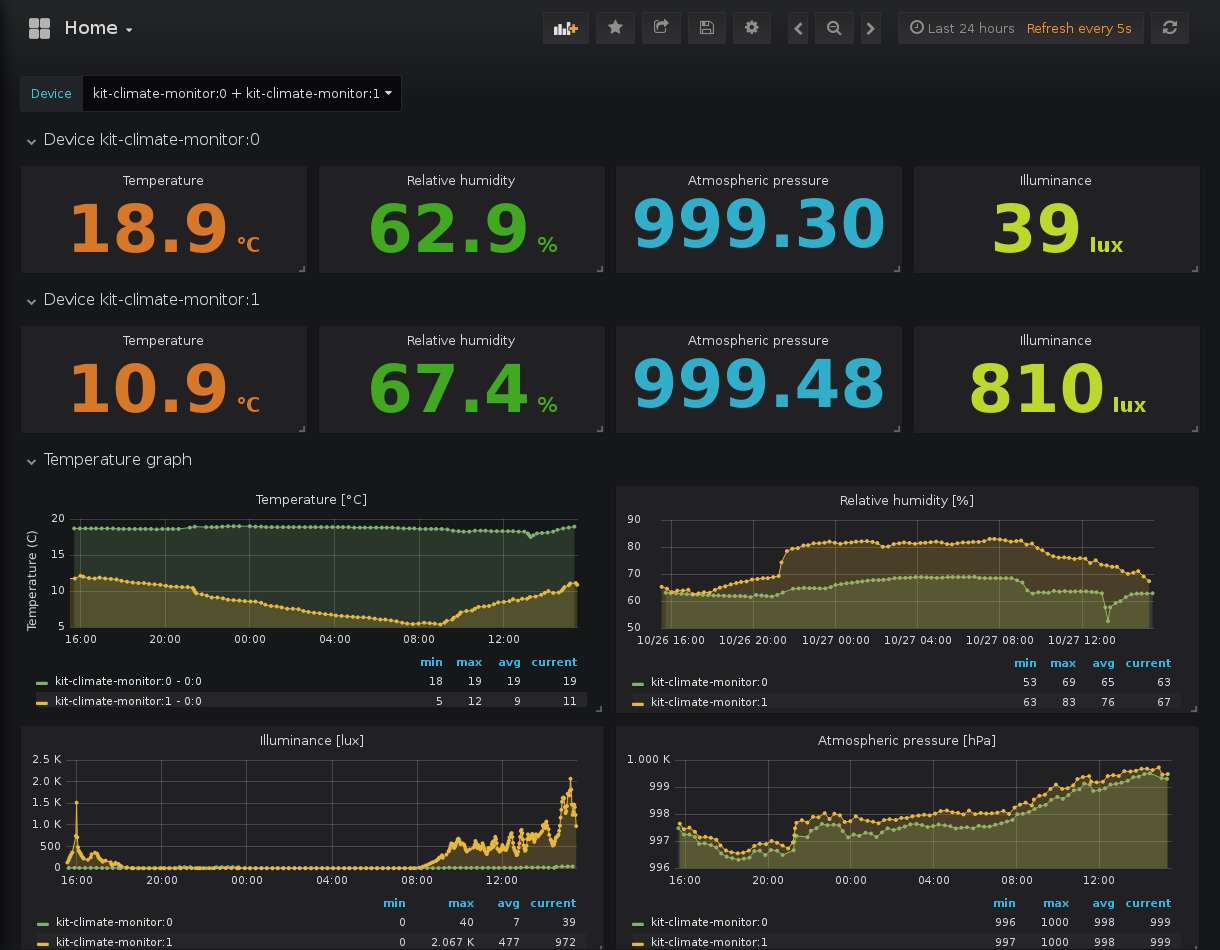 Home
Last 24 hours Refresh every 5s
Device kit-climate-monitor:0 + kit-climate-monitor:1
Device kit-climate-monitor:0
Temperature Relative humidity Atmospheric pressure Illuminance
18.9 °C 62.9 % 999.30 39 lux
Device kit-climate-monitor:1
Temperature Relative humidity Atmospheric pressure Illuminance
10.9 °C 67.4 % 999.48 810 lux
Temperature graph
Temperature [°C]
Temperature (C)
20
15
10
5
16:00 20:00 00:00 04:00 08:00 12:00
min max avg current
kit-climate-monitor:0 - 0:0 18 19 19 19
kit-climate-monitor:1 - 0:0 5 12 9 11
Relative humidity [%]
90
80
70
60
50
10/26 16:00 10/26 20:00 10/27 00:00 10/27 04:00 10/27 08:00 10/27 12:00
min max avg current
kit-climate-monitor:0 53 69 65 63
kit-climate-monitor:1 63 83 76 67
Illuminance [lux]
2.5 K
2.0 K
1.5 K
1.0 K
500
0
16:00 20:00 00:00 04:00 08:00 12:00
min max avg current
kit-climate-monitor:0 0 40 7 39
kit-climate-monitor:1 0 2.067 K 477 972
Atmospheric pressure [hPa]
1.000 K
999
998
997
996
16:00 20:00 00:00 04:00 08:00 12:00
min max avg current
kit-climate-monitor:0 996 1000 998 999
kit-climate-monitor:1 997 1000 998 999